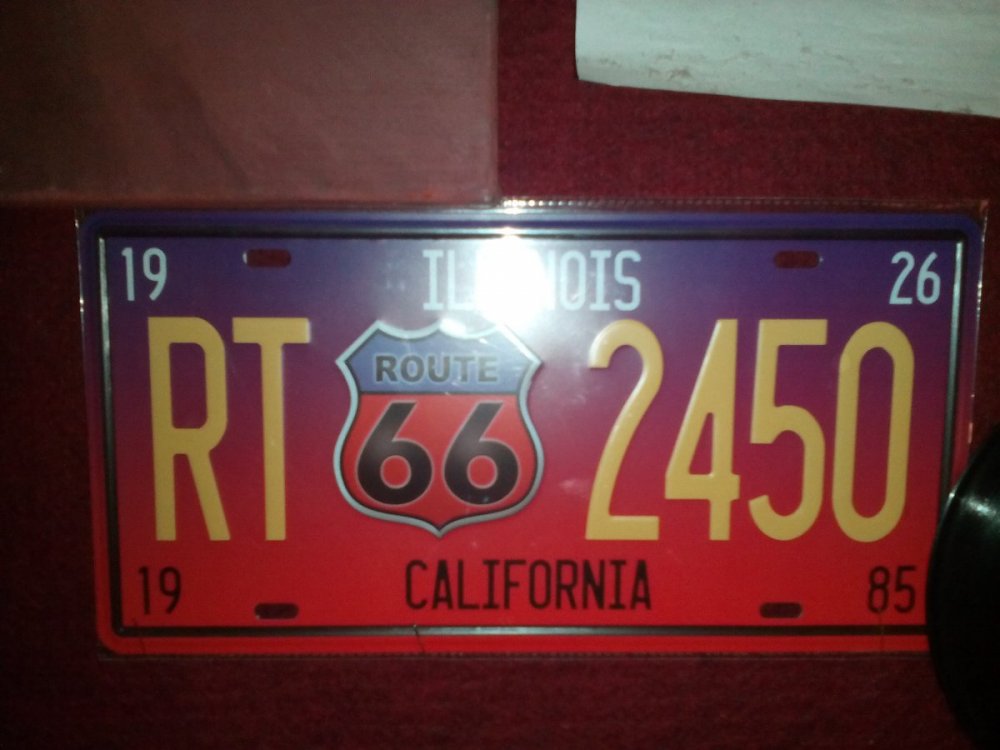 19 ILLINOIS 26
RT ROUTE 66 2450
19 CALIFORNIA 85